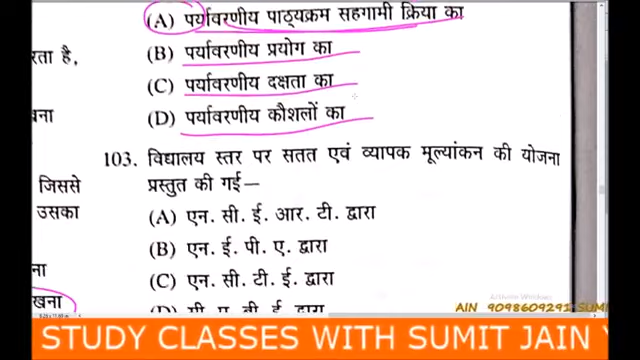 (A) पर्यावरणीय पाठ्यक्रम सहगामी क्रिया का
(B) पर्यावरणीय प्रयोग का
रता है,
(C) पर्यावरणीय दक्षता का
(D) पर्यावरणीय कौशलों का
खना
103. विद्यालय स्तर पर सतत एवं व्यापक मूल्यांकन की योजना
जिससे
प्रस्तुत की गई—
उसका
(A) एन. सी. ई. आर. टी. द्वारा
(B) एन. ई. पी. ए. द्वारा
ना
(C) एन. सी. टी. ई. द्वारा
खना
(D) सी. ए. बी. ई. द्वारा
AIN 9098609291 SUMI
STUDY CLASSES WITH SUMIT JAIN Y